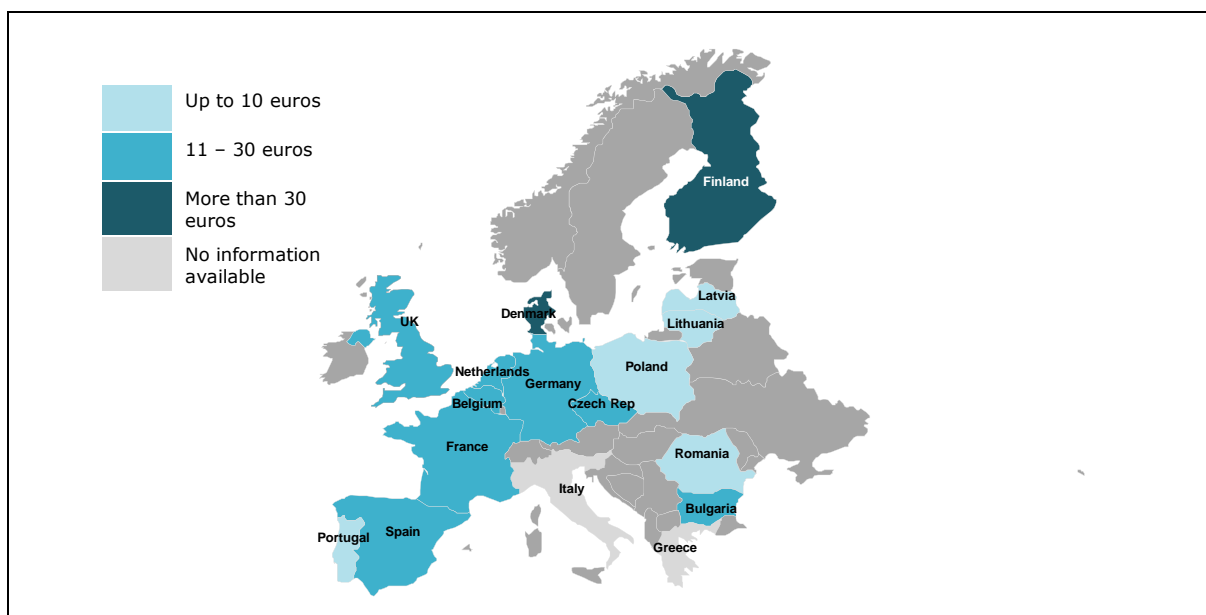 Up to 10 euros
11 – 30 euros
More than 30
euros
No information
available
Finland
Latvia
Denmark
Lithuania
UK
Netherlands
Poland
Germany
Belgium
Czech Rep
France
Romania
Italy
Bulgaria
Spain
Portugal
Greece